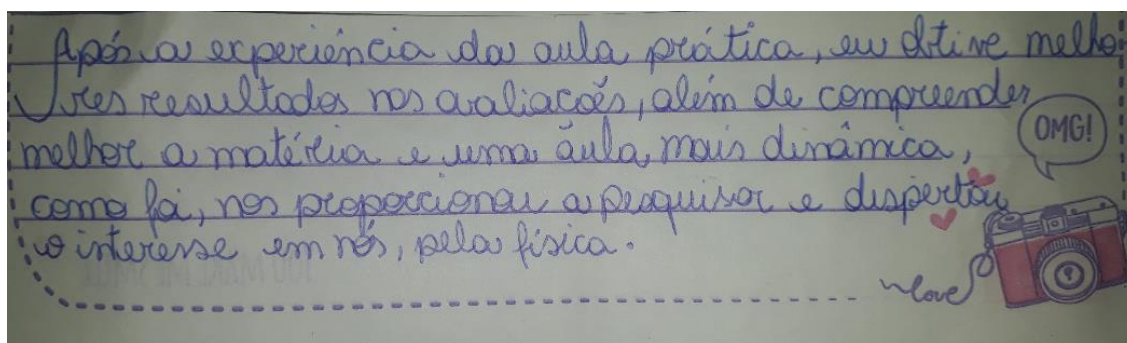 Após a experiência da aula prática, eu obtive melho-
res resultados nas avaliações, além de compreender
melhor a matéria e uma aula, mais dinâmica,
como foi, nos proporcionou a pesquisar e despertou
o interesse em nós, pela física.
OMG!
love